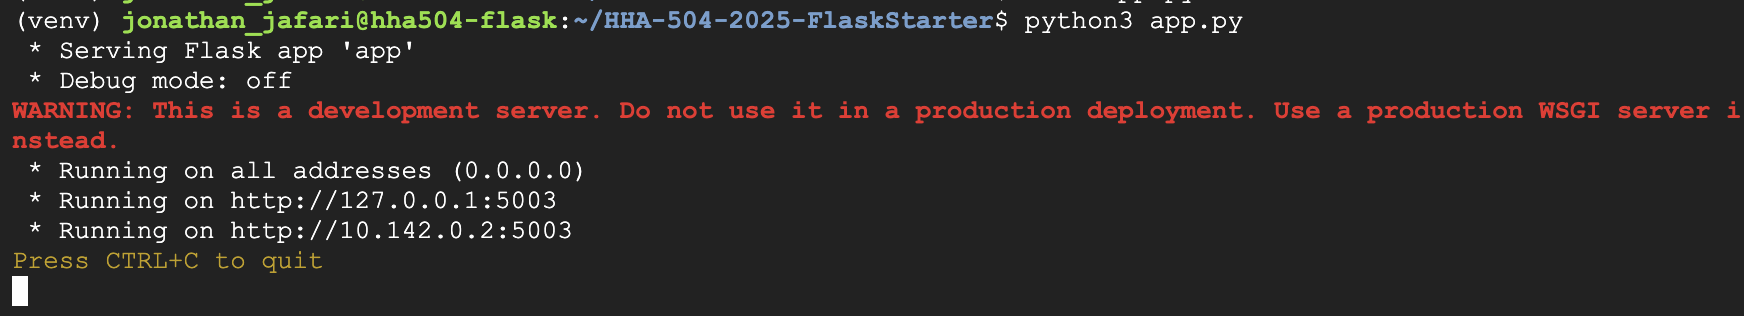 (venv) jonathan_jafari@hha504-flask:~/HHA-504-2025-FlaskStarter$ python3 app.py
 * Serving Flask app 'app'
 * Debug mode: off
WARNING: This is a development server. Do not use it in a production deployment. Use a production WSGI server i
nstead.
 * Running on all addresses (0.0.0.0)
 * Running on http://127.0.0.1:5003
 * Running on http://10.142.0.2:5003
Press CTRL+C to quit